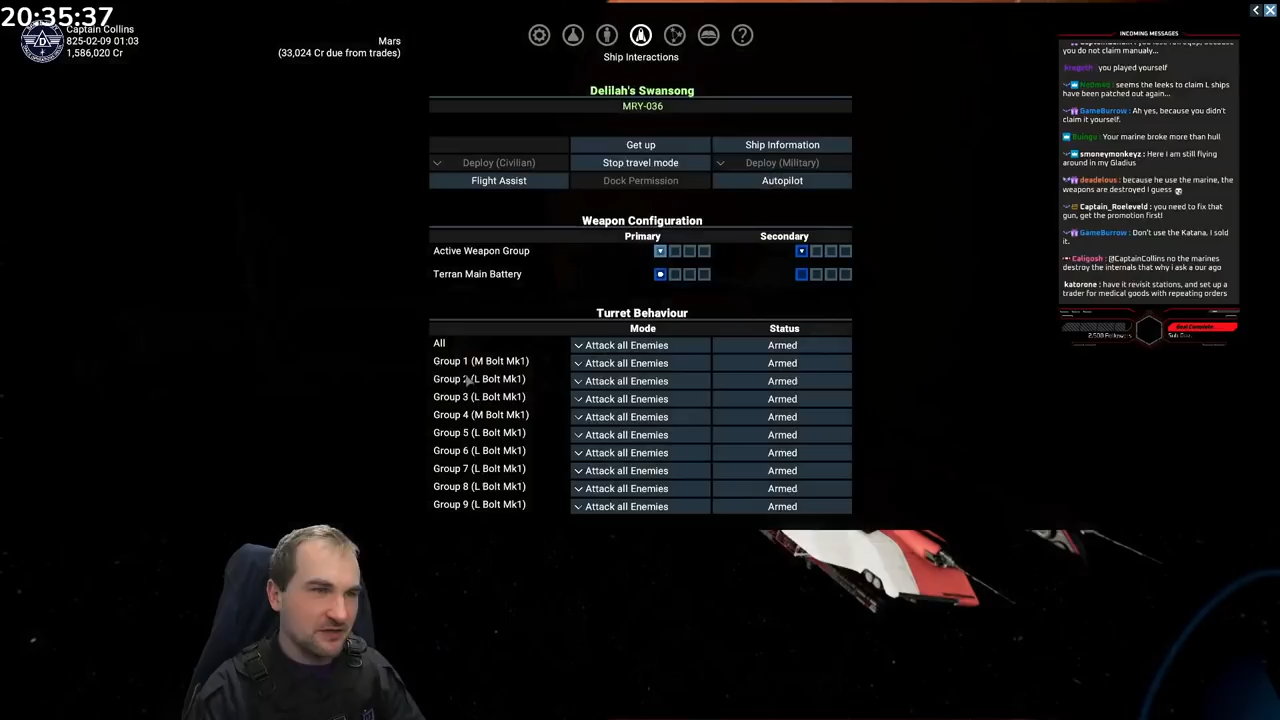 20:35:37
Captain Collins
825-02-09 01:03
1,586,020 Cr
Mars
(33,024 Cr due from trades)
Ship Interactions
Delilah's Swansong
MRY-036
Get up
Ship Information
Deploy (Civilian)
Stop travel mode
Deploy (Military)
Flight Assist
Dock Permission
Autopilot
Weapon Configuration
Primary
Secondary
Active Weapon Group
Terran Main Battery
Turret Behaviour
Mode
Status
All
Attack all Enemies
Armed
Group 1 (M Bolt Mk1)
Attack all Enemies
Armed
Group 2 (L Bolt Mk1)
Attack all Enemies
Armed
Group 3 (L Bolt Mk1)
Attack all Enemies
Armed
Group 4 (M Bolt Mk1)
Attack all Enemies
Armed
Group 5 (L Bolt Mk1)
Attack all Enemies
Armed
Group 6 (L Bolt Mk1)
Attack all Enemies
Armed
Group 7 (L Bolt Mk1)
Attack all Enemies
Armed
Group 8 (L Bolt Mk1)
Attack all Enemies
Armed
Group 9 (L Bolt Mk1)
Attack all Enemies
Armed
INCOMING MESSAGES
you do not claim manualy...
you played yourself
seems the leeks to claim L ships
have been patched out again...
GameBurrow : Ah yes, because you didn't
claim it yourself.
Buingu : Your marine broke more than hull
smoneymonkeyz : Here I am still flying
around in my Gladius
deadelous : because he use the marine, the
weapons are destroyed I guess
Captain_Roeleveld : you need to fix that
gun, get the promotion first!
GameBurrow : Don't use the Katana, I sold
it.
Caligosh : @CaptainCollins no the marines
destroy the internals that why i ask a our ago
katorone : have it revisit stations, and set up a
trader for medical goods with repeating orders
Goal Complete